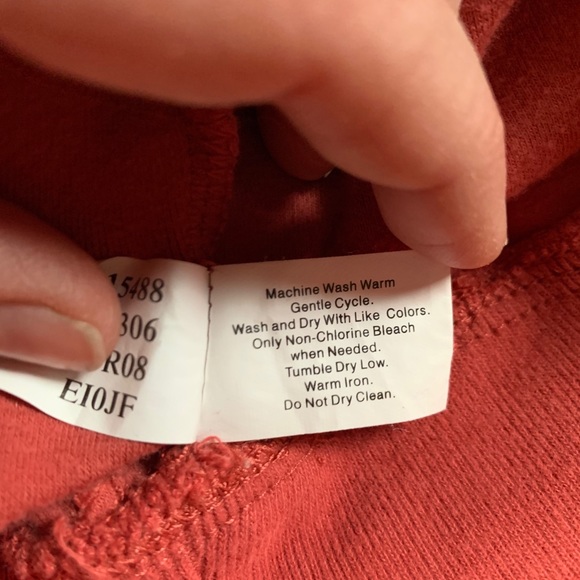 15488
306
R08
EI0JF
Machine Wash Warm
Gentle Cycle.
Wash and Dry With Like Colors.
Only Non-Chlorine Bleach
when Needed.
Tumble Dry Low.
Warm Iron.
Do Not Dry Clean.